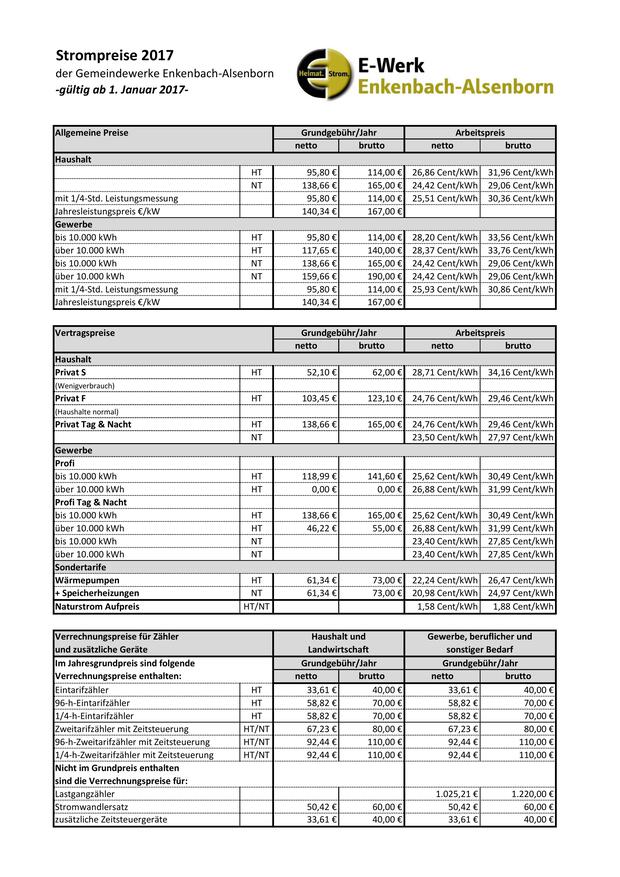 Strompreise 2017
der Gemeindewerke Enkenbach-Alsenborn
-gültig ab 1. Januar 2017-
Heimat. Strom.
E-Werk
Enkenbach-Alsenborn
Allgemeine Preise Grundgebühr/Jahr Arbeitspreis
netto brutto netto brutto
Haushalt
HT 95,80 € 114,00 € 26,86 Cent/kWh 31,96 Cent/kWh
NT 138,66 € 165,00 € 24,42 Cent/kWh 29,06 Cent/kWh
mit 1/4-Std. Leistungsmessung 95,80 € 114,00 € 25,51 Cent/kWh 30,36 Cent/kWh
Jahresleistungspreis €/kW 140,34 € 167,00 €
Gewerbe
bis 10.000 kWh HT 95,80 € 114,00 € 28,20 Cent/kWh 33,56 Cent/kWh
über 10.000 kWh HT 117,65 € 140,00 € 28,37 Cent/kWh 33,76 Cent/kWh
bis 10.000 kWh NT 138,66 € 165,00 € 24,42 Cent/kWh 29,06 Cent/kWh
über 10.000 kWh NT 159,66 € 190,00 € 24,42 Cent/kWh 29,06 Cent/kWh
mit 1/4-Std. Leistungsmessung 95,80 € 114,00 € 25,93 Cent/kWh 30,86 Cent/kWh
Jahresleistungspreis €/kW 140,34 € 167,00 €
Vertragspreise Grundgebühr/Jahr Arbeitspreis
netto brutto netto brutto
Haushalt
Privat S HT 52,10 € 62,00 € 28,71 Cent/kWh 34,16 Cent/kWh
(Wenigverbrauch)
Privat F HT 103,45 € 123,10 € 24,76 Cent/kWh 29,46 Cent/kWh
(Haushalte normal)
Privat Tag & Nacht HT 138,66 € 165,00 € 24,76 Cent/kWh 29,46 Cent/kWh
NT 23,50 Cent/kWh 27,97 Cent/kWh
Gewerbe
Profi
bis 10.000 kWh HT 118,99 € 141,60 € 25,62 Cent/kWh 30,49 Cent/kWh
über 10.000 kWh HT 0,00 € 0,00 € 26,88 Cent/kWh 31,99 Cent/kWh
Profi Tag & Nacht
bis 10.000 kWh HT 138,66 € 165,00 € 25,62 Cent/kWh 30,49 Cent/kWh
über 10.000 kWh HT 46,22 € 55,00 € 26,88 Cent/kWh 31,99 Cent/kWh
bis 10.000 kWh NT 23,40 Cent/kWh 27,85 Cent/kWh
über 10.000 kWh NT 23,40 Cent/kWh 27,85 Cent/kWh
Sondertarife
Wärmepumpen HT 61,34 € 73,00 € 22,24 Cent/kWh 26,47 Cent/kWh
+ Speicherheizungen NT 61,34 € 73,00 € 20,98 Cent/kWh 24,97 Cent/kWh
Naturstrom Aufpreis HT/NT 1,58 Cent/kWh 1,88 Cent/kWh
Verrechnungspreise für Zähler Haushalt und Gewerbe, beruflicher und
und zusätzliche Geräte Landwirtschaft sonstiger Bedarf
Im Jahresgrundpreis sind folgende Grundgebühr/Jahr Grundgebühr/Jahr
Verrechnungspreise enthalten: netto brutto netto brutto
Eintarifzähler HT 33,61 € 40,00 € 33,61 € 40,00 €
96-h-Eintarifzähler HT 58,82 € 70,00 € 58,82 € 70,00 €
1/4-h-Eintarifzähler HT 58,82 € 70,00 € 58,82 € 70,00 €
Zweitarifzähler mit Zeitsteuerung HT/NT 67,23 € 80,00 € 67,23 € 80,00 €
96-h-Zweitarifzähler mit Zeitsteuerung HT/NT 92,44 € 110,00 € 92,44 € 110,00 €
1/4-h-Zweitarifzähler mit Zeitsteuerung HT/NT 92,44 € 110,00 € 92,44 € 110,00 €
Nicht im Grundpreis enthalten
sind die Verrechnungspreise für:
Lastgangzähler 1.025,21 € 1.220,00 €
Stromwandlersatz 50,42 € 60,00 € 50,42 € 60,00 €
zusätzliche Zeitsteuergeräte 33,61 € 40,00 € 33,61 € 40,00 €